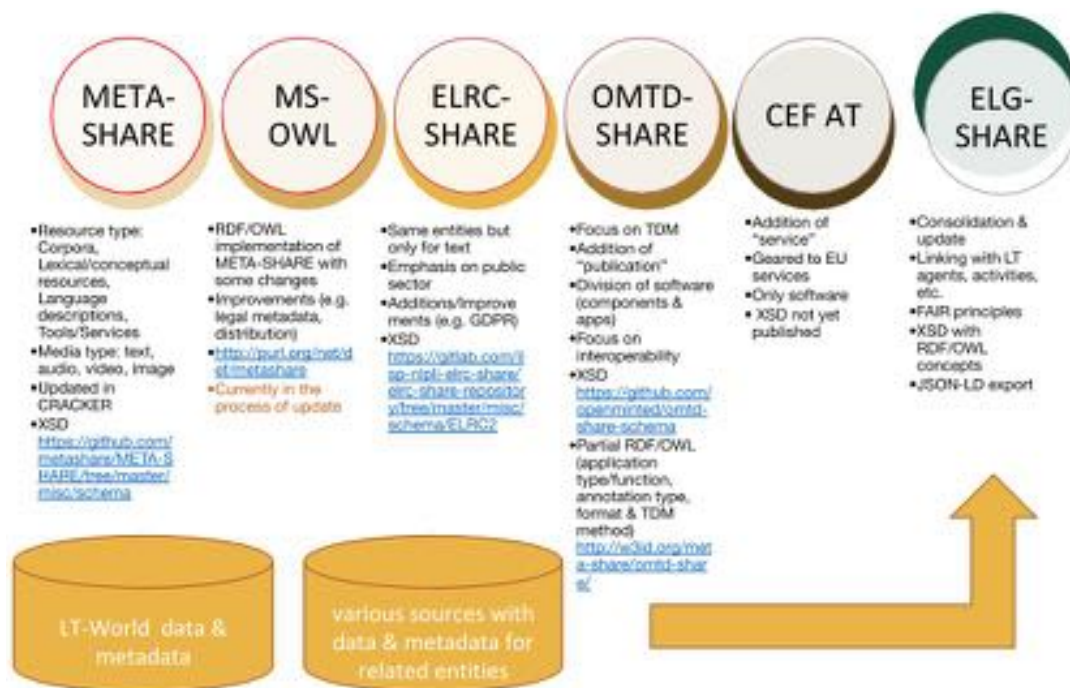 META-
SHARE
MS-
OWL
ELRC-
SHARE
OMTD-
SHARE
CEF AT
ELG-
SHARE
•Resource type:
Corpora,
Lexical/conceptual
resources,
Language
descriptions,
Tools/Services
•Media type: text,
audio, video, image
•Updated in
CRACKER
•XSD
https://github.com/
metashare/META-S
HARE/tree/master/
misc/schema
•RDF/OWL
implementation of
META-SHARE with
some changes
•Improvements (e.g.
legal metadata,
distribution)
•http://purl.org/net/d
ef/metashare
•Currently in the
process of update
•Same entities but
only for text
•Emphasis on public
sector
•Additions/Improve
ments (e.g. GDPR)
•XSD
https://gitlab.com/il
sp-nlpli-elrc-share/
elrc-share-repositor
y/tree/master/misc/
schema/ELRC2
•Focus on TDM
•Addition of
"publication"
•Division of software
(components &
apps)
•Focus on
interoperability
•XSD
https://github.com/
openminted/omtd-
share-schema
•Partial RDF/OWL
(application
type/function,
annotation type,
format & TDM
method)
http://w3id.org/met
a-share/omtd-shar
e/
•Addition of
"service"
•Geared to EU
services
•Only software
• XSD not yet
published
•Consolidation &
update
•Linking with LT
agents, activities,
etc.
•FAIR principles
•XSD with
RDF/OWL
concepts
•JSON-LD export
LT-World data &
metadata
various sources with
data & metadata for
related entities